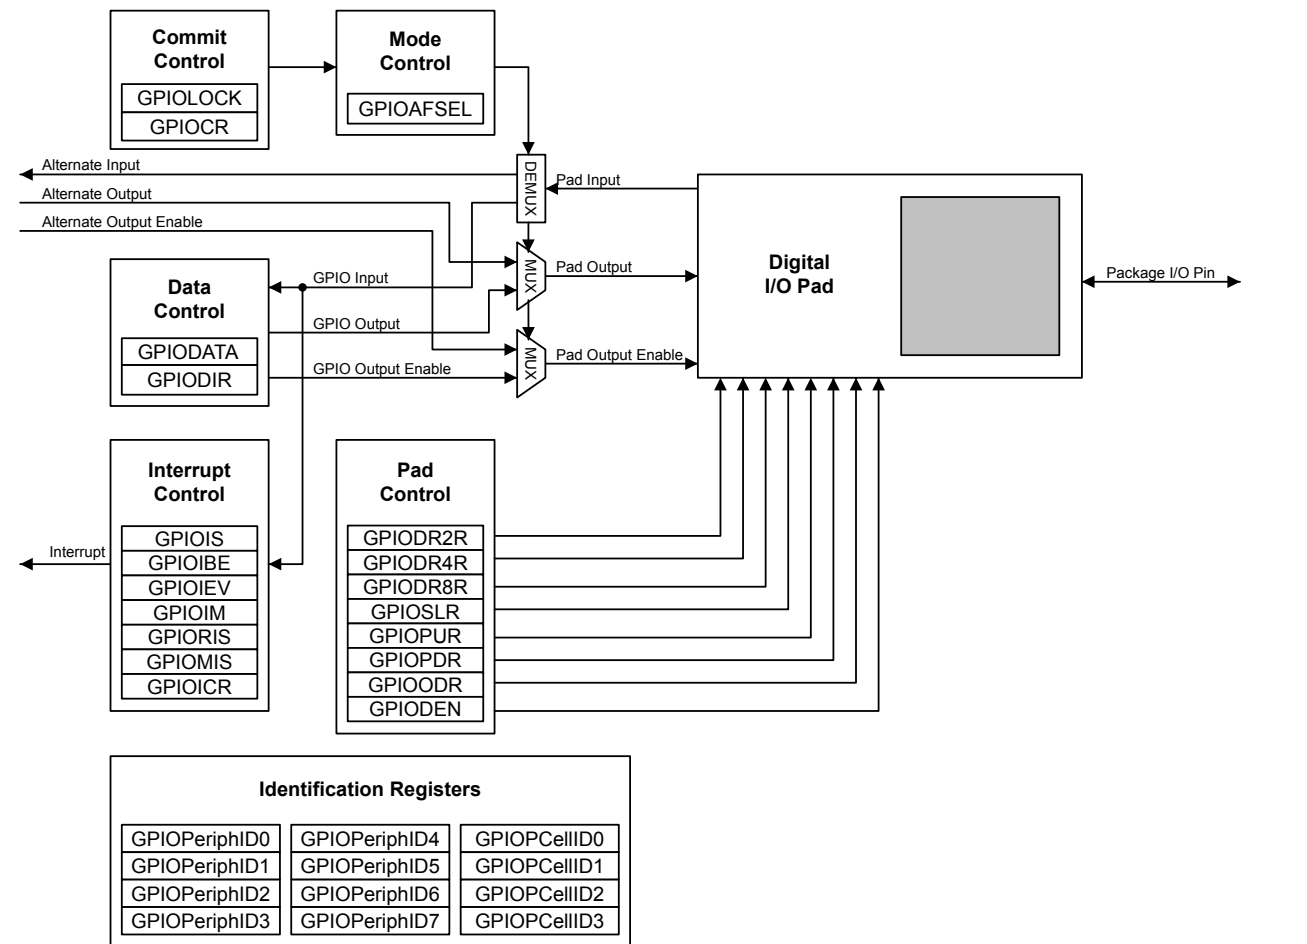 Commit
Control
GPIOLOCK
GPIOCR
Mode
Control
GPIOAFSEL
Alternate Input
Alternate Output
Alternate Output Enable
DEMUX
Pad Input
MUX
Pad Output
MUX
Pad Output Enable
Digital
I/O Pad
Package I/O Pin
Data
Control
GPIODATA
GPIODIR
GPIO Input
GPIO Output
GPIO Output Enable
Interrupt
Control
GPIOIS
GPIOIBE
GPIOIEV
GPIOIM
GPIORIS
GPIOMIS
GPIOICR
Interrupt
Pad
Control
GPIODR2R
GPIODR4R
GPIODR8R
GPIOSLR
GPIOPUR
GPIOPDR
GPIOODR
GPIODEN
Identification Registers
GPIOPeriphID0
GPIOPeriphID1
GPIOPeriphID2
GPIOPeriphID3
GPIOPeriphID4
GPIOPeriphID5
GPIOPeriphID6
GPIOPeriphID7
GPIOPCellID0
GPIOPCellID1
GPIOPCellID2
GPIOPCellID3